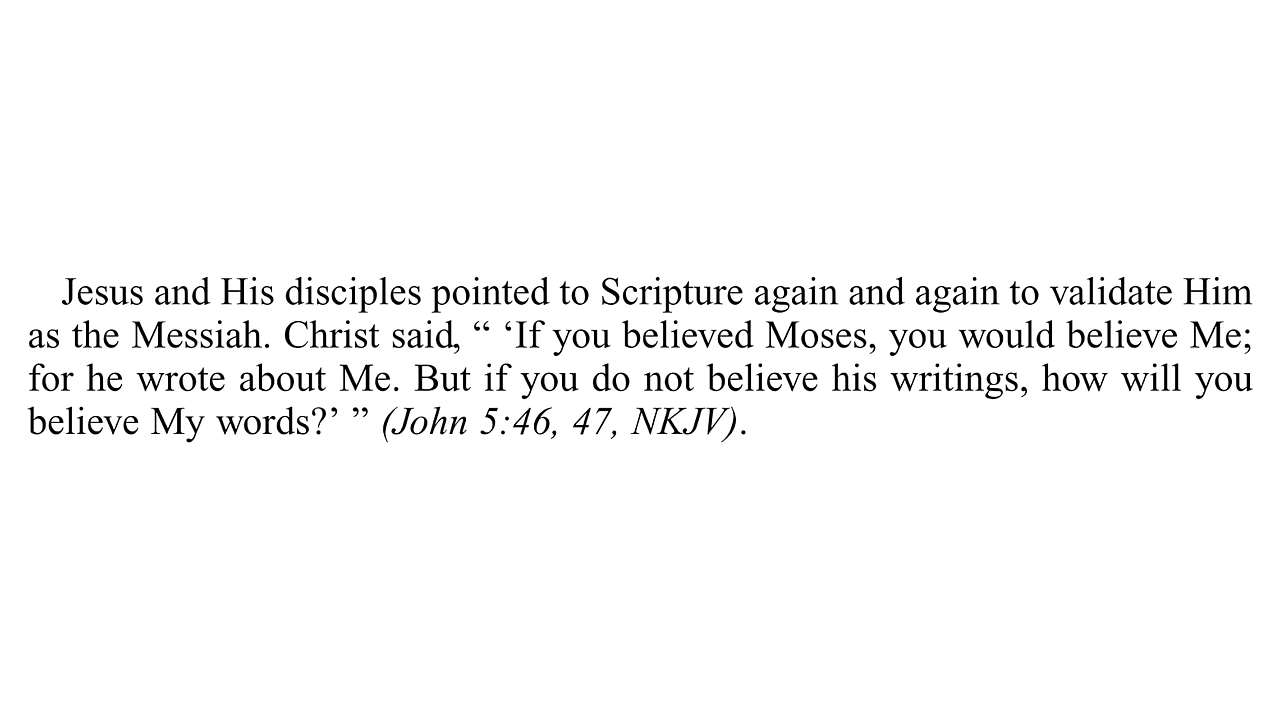 Jesus and His disciples pointed to Scripture again and again to validate Him
as the Messiah. Christ said, “ ‘If you believed Moses, you would believe Me;
for he wrote about Me. But if you do not believe his writings, how will you
believe My words?’ ” (John 5:46, 47, NKJV).